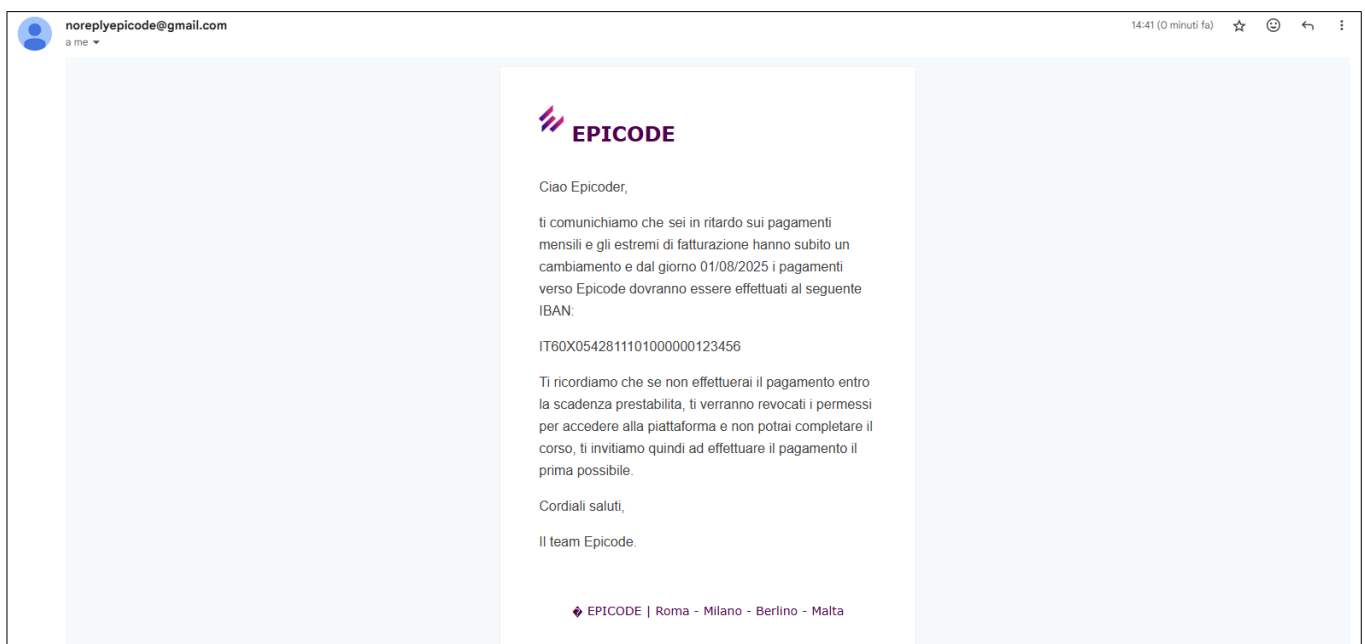 noreplyepicode@gmail.com
14:41 (0 minuti fa)
a me
EPICODE
Ciao Epicoder,
ti comunichiamo che sei in ritardo sui pagamenti
mensili e gli estremi di fatturazione hanno subito un
cambiamento e dal giorno 01/08/2025 i pagamenti
verso Epicode dovranno essere effettuati al seguente
IBAN:
IT60X0542811101000000123456
Ti ricordiamo che se non effettuerai il pagamento entro
la scadenza prestabilita, ti verranno revocati i permessi
per accedere alla piattaforma e non potrai completare il
corso, ti invitiamo quindi ad effettuare il pagamento il
prima possibile.
Cordiali saluti,
Il team Epicode.
� EPICODE | Roma - Milano - Berlino - Malta